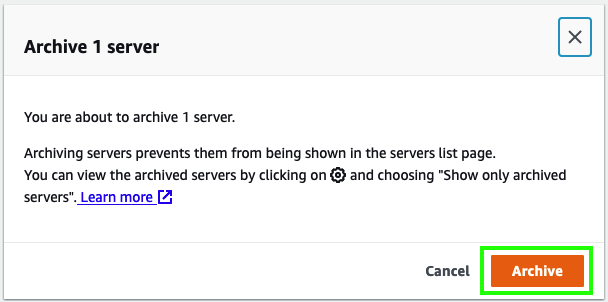 Archive 1 server
You are about to archive 1 server.
Archiving servers prevents them from being shown in the servers list page.
You can view the archived servers by clicking on and choosing "Show only archived
servers". Learn more
Cancel
Archive